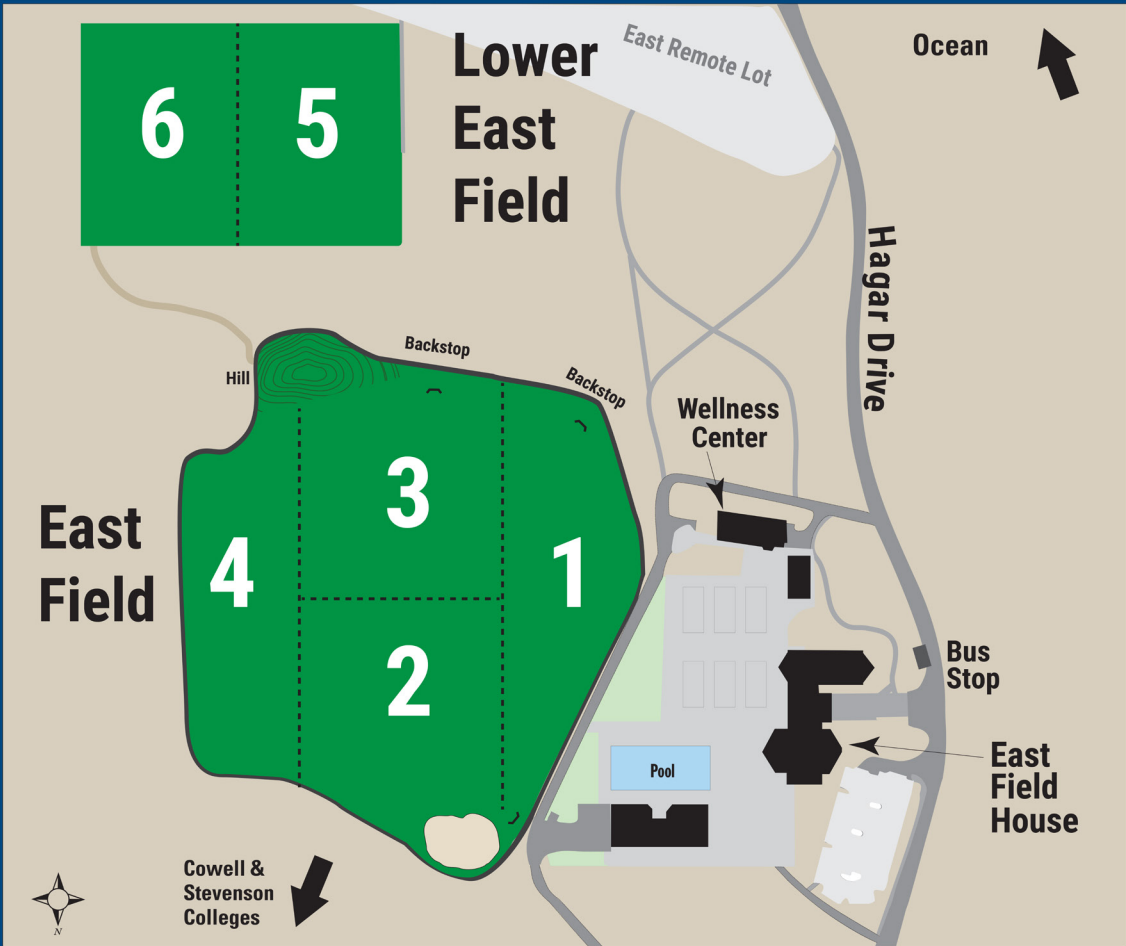 East Remote Lot
Ocean
6
5
Lower
East
Field
Hagar Drive
Backstop
Backstop
Hill
Wellness
Center
East
Field
3
4
1
2
Bus
Stop
Pool
East
Field
House
Cowell &
Stevenson
Colleges
N